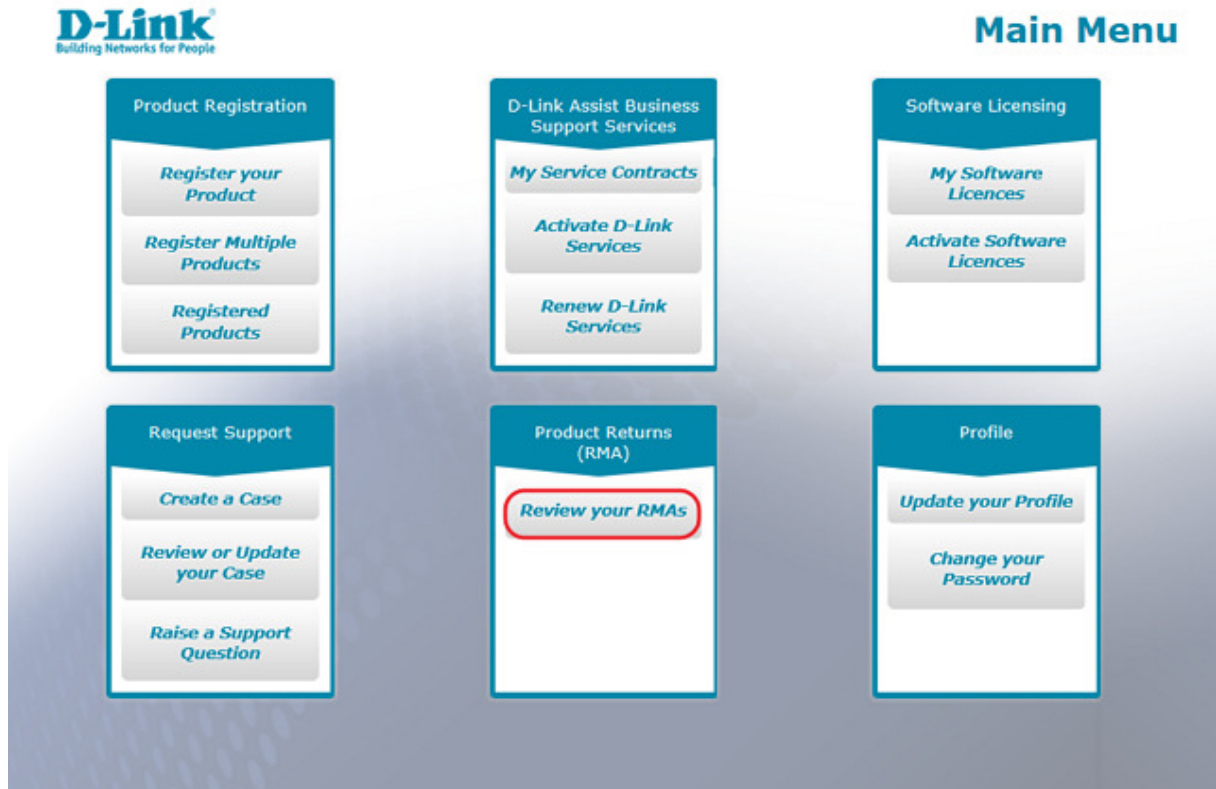 D-Link
Building Networks for People
Main Menu
Product Registration
Register your
Product
Register Multiple
Products
Registered
Products
D-Link Assist Business
Support Services
My Service Contracts
Activate D-Link
Services
Renew D-Link
Services
Software Licensing
My Software
Licences
Activate Software
Licences
Request Support
Create a Case
Review or Update
your Case
Raise a Support
Question
Product Returns
(RMA)
Review your RMAs
Profile
Update your Profile
Change your
Password